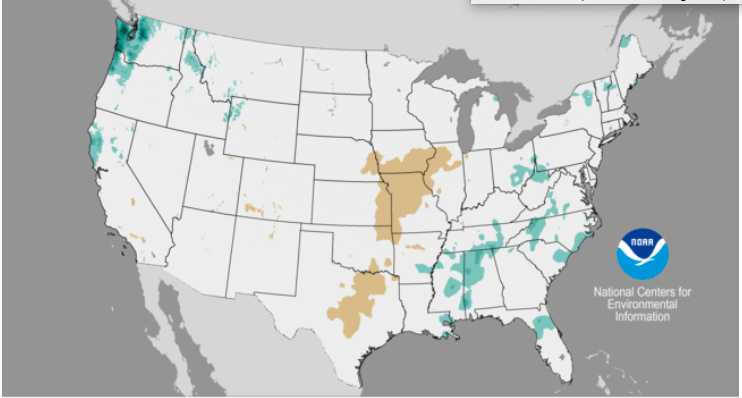 NOAA
National Centers for
Environmental
Information